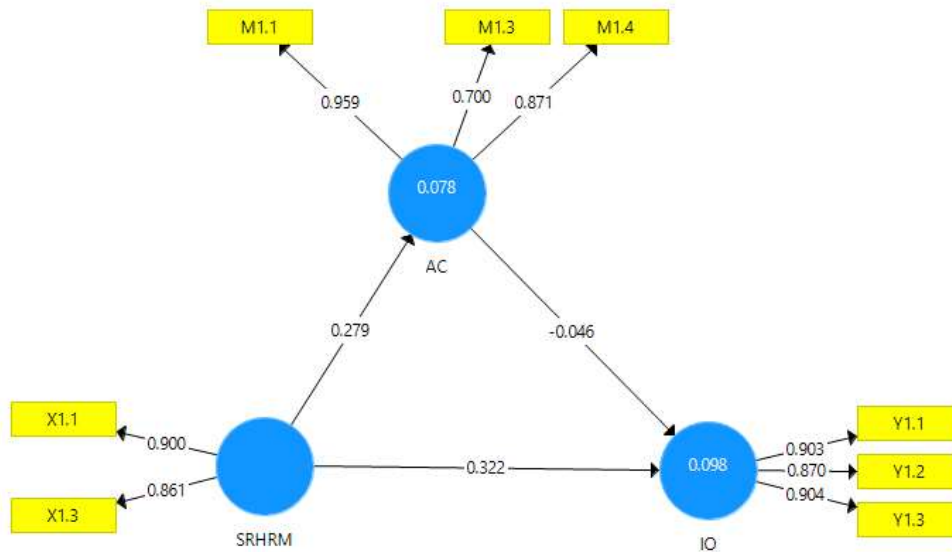 M1.1
M1.3
M1.4
0.959
0.700
0.871
0.078
AC
0.279
-0.046
X1.1
0.900
0.861
X1.3
SRHRM
0.322
0.098
IO
0.903
0.870
0.904
Y1.1
Y1.2
Y1.3